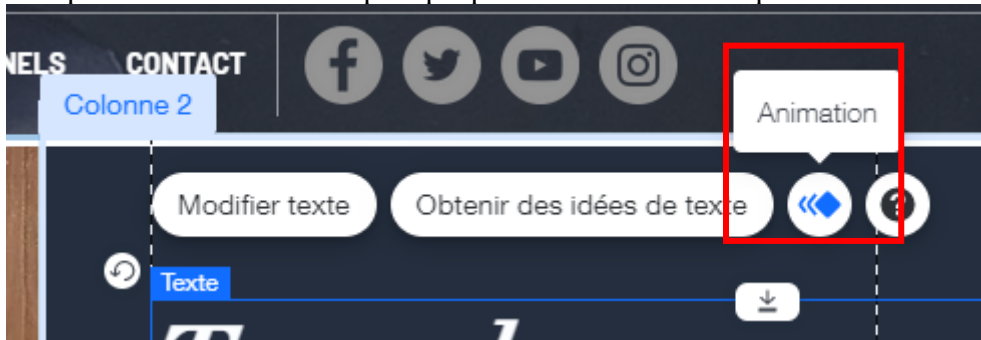 NELS CONTACT
Colonne 2
Animation
Modifier texte Obtenir des idées de texte ?
Texte